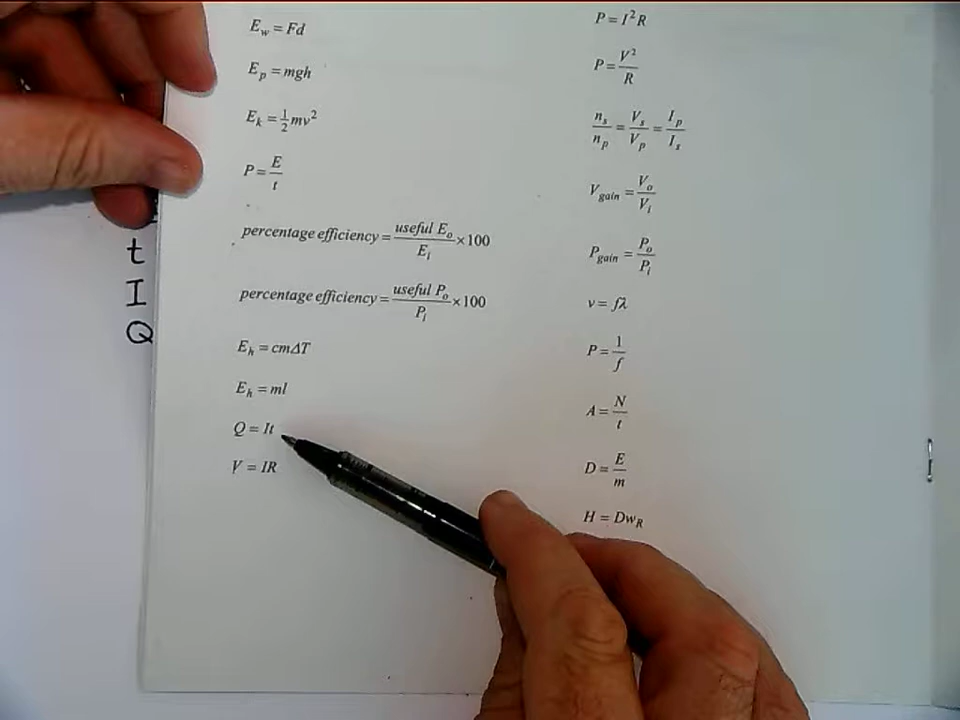 E_w = Fd
E_p = mgh
E_k = ½mv²
P = E/t
percentage efficiency = useful E_o/E_i × 100
percentage efficiency = useful P_o/P_i × 100
E_h = cmΔT
E_h = ml
Q = It
V = IR
P = I²R
P = V²/R
n_s/n_p = V_s/V_p = I_p/I_s
V_gain = V_o/V_i
P_gain = P_o/P_i
v = fλ
P = 1/f
A = N/t
D = E/m
H = Dw_R
t
I
Q